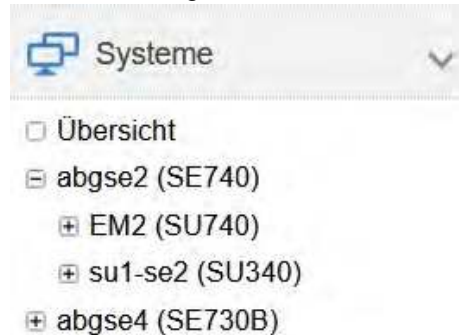 Systeme
Übersicht
abgse2 (SE740)
EM2 (SU740)
su1-se2 (SU340)
abgse4 (SE730B)